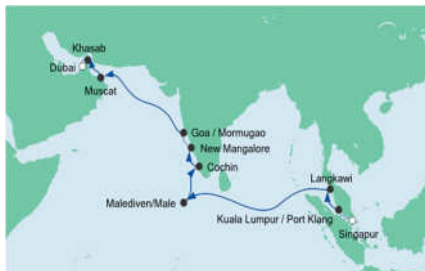 Khasab
Dubai
Muscat
Goa / Mormugao
New Mangalore
Cochin
Langkawi
Malediven/Male
Kuala Lumpur / Port Klang
Singapur